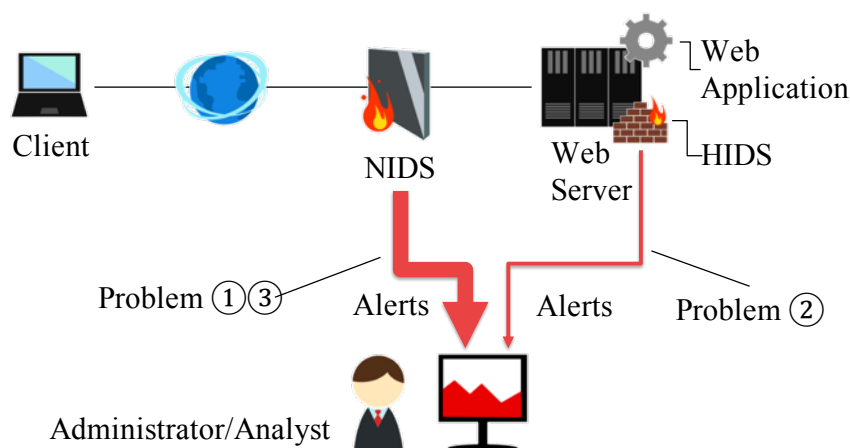 Web
Application
Client
NIDS
Web
Server
HIDS
Problem ①③
Alerts
Alerts
Problem ②
Administrator/Analyst